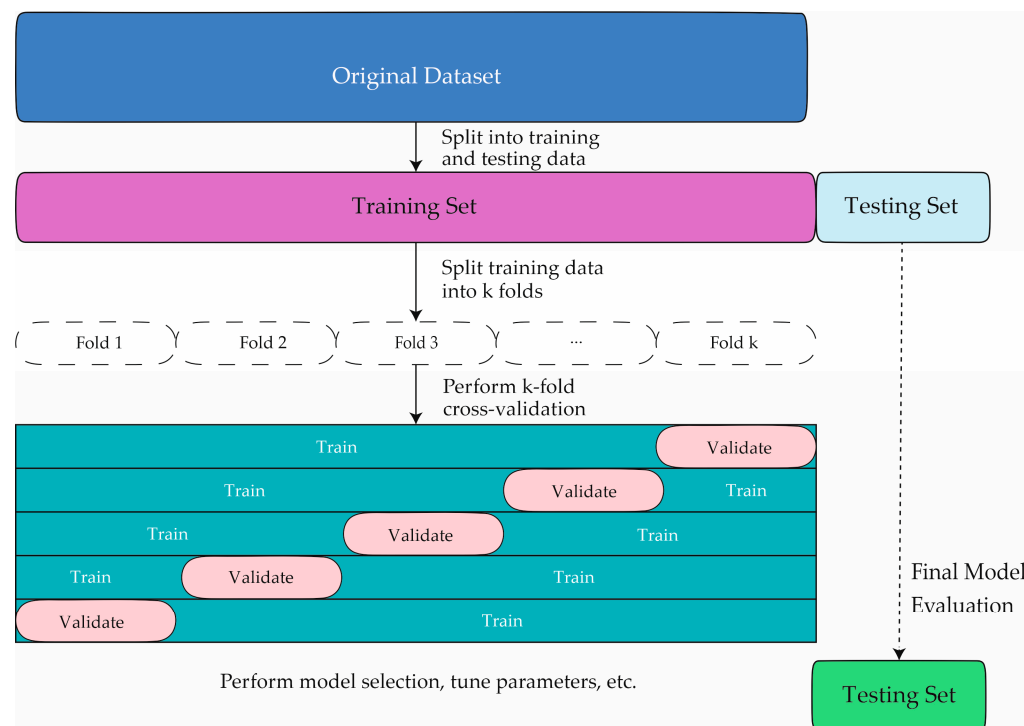 Original Dataset
Split into training
and testing data
Training Set
Testing Set
Split training data
into k folds
Fold 1
Fold 2
Fold 3
...
Fold k
Perform k-fold
cross-validation
Train
Validate
Train
Validate
Train
Train
Validate
Train
Train
Validate
Train
Validate
Train
Final Model
Evaluation
Perform model selection, tune parameters, etc.
Testing Set